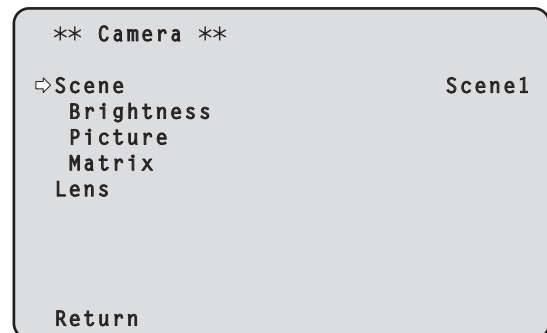 ** Camera **
⇨Scene Scene1
Brightness
Picture
Matrix
Lens
Return